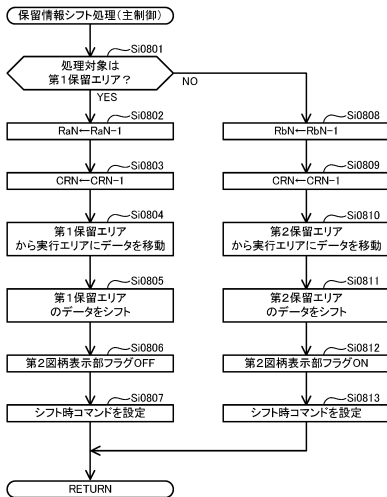 保留情報シフト処理(主制御)
Si0801
処理対象は
第1保留エリア?
NO
YES
Si0802
RaN←RaN-1
Si0803
CRN←CRN-1
Si0804
第1保留エリア
から実行エリアにデータを移動
Si0805
第1保留エリア
のデータをシフト
Si0806
第2図柄表示部フラグOFF
Si0807
シフト時コマンドを設定
Si0808
RbN←RbN-1
Si0809
CRN←CRN-1
Si0810
第2保留エリア
から実行エリアにデータを移動
Si0811
第2保留エリア
のデータをシフト
Si0812
第2図柄表示部フラグON
Si0813
シフト時コマンドを設定
RETURN